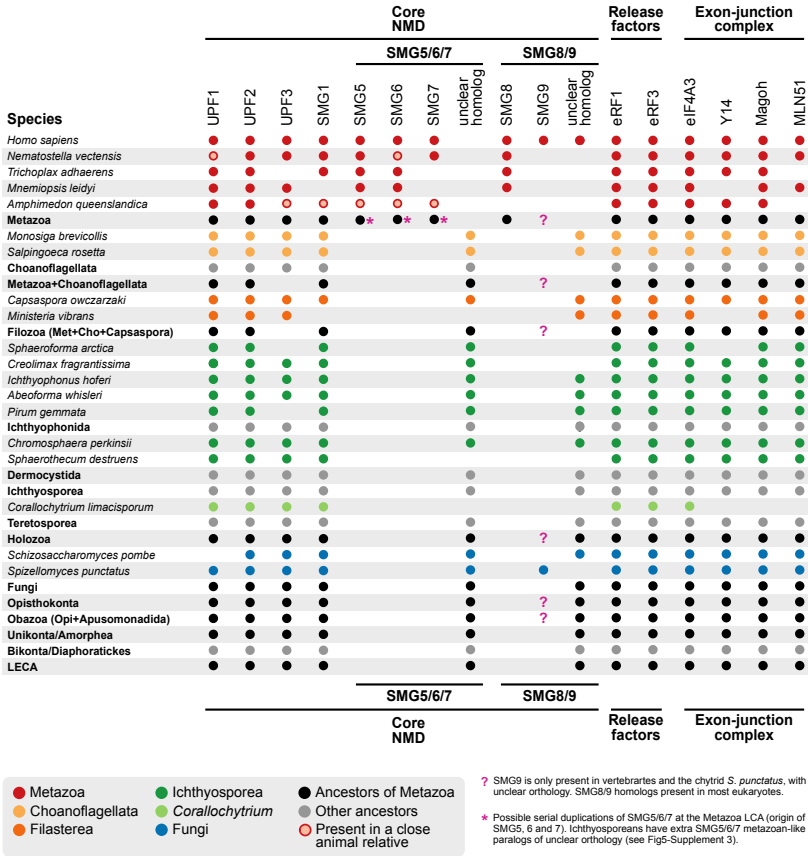 Core
NMD
Release
factors
Exon-junction
complex
SMG5/6/7
SMG8/9
Species
UPF1
UPF2
UPF3
SMG1
SMG5
SMG6
SMG7
unclear
homolog
SMG8
SMG9
unclear
homolog
eRF1
eRF3
eIF4A3
Y14
Magoh
MLN51
Homo sapiens
Nematostella vectensis
Trichoplax adhaerens
Mnemiopsis leidyi
Amphimedon queenslandica
Metazoa * * * ?
Monosiga brevicollis
Salpingoeca rosetta
Choanoflagellata
Metazoa+Choanoflagellata ?
Capsaspora owczarzaki
Ministeria vibrans
Filozoa (Met+Cho+Capsaspora) ?
Sphaeroforma arctica
Creolimax fragrantissima
Ichthyophonus hoferi
Abeoforma whisleri
Pirum gemmata
Ichthyophonida
Chromosphaera perkinsii
Sphaerothecum destruens
Dermocystida
Ichthyosporea
Corallochytrium limacisporum
Teretosporea
Holozoa ?
Schizosaccharomyces pombe
Spizellomyces punctatus
Fungi
Opisthokonta ?
Obazoa (Opi+Apusomonadida) ?
Unikonta/Amorphea
Bikonta/Diaphoratickes
LECA
SMG5/6/7
SMG8/9
Core
NMD
Release
factors
Exon-junction
complex
Metazoa
Choanoflagellata
Filasterea
Ichthyosporea
Corallochytrium
Fungi
Ancestors of Metazoa
Other ancestors
Present in a close
animal relative
? SMG9 is only present in vertebrartes and the chytrid S. punctatus, with
unclear orthology. SMG8/9 homologs present in most eukaryotes.
* Possible serial duplications of SMG5/6/7 at the Metazoa LCA (origin of
SMG5, 6 and 7). Ichthyosporeans have extra SMG5/6/7 metazoan-like
paralogs of unclear orthology (see Fig5-Supplement 3).